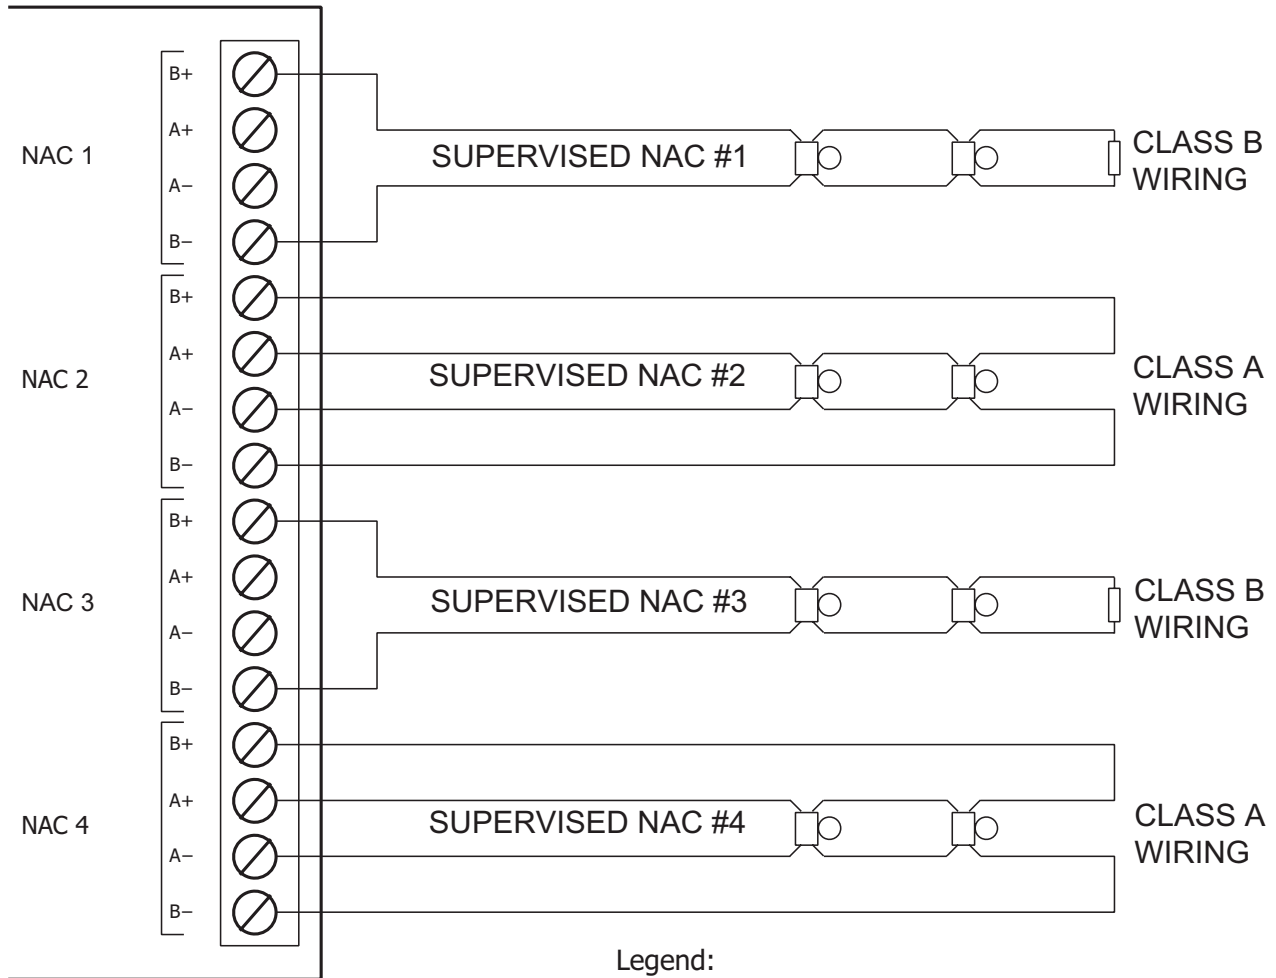 NAC 1
B+
A+
A–
B–
SUPERVISED NAC #1
CLASS B
WIRING
NAC 2
B+
A+
A–
B–
SUPERVISED NAC #2
CLASS A
WIRING
NAC 3
B+
A+
A–
B–
SUPERVISED NAC #3
CLASS B
WIRING
NAC 4
B+
A+
A–
B–
SUPERVISED NAC #4
CLASS A
WIRING
Legend: